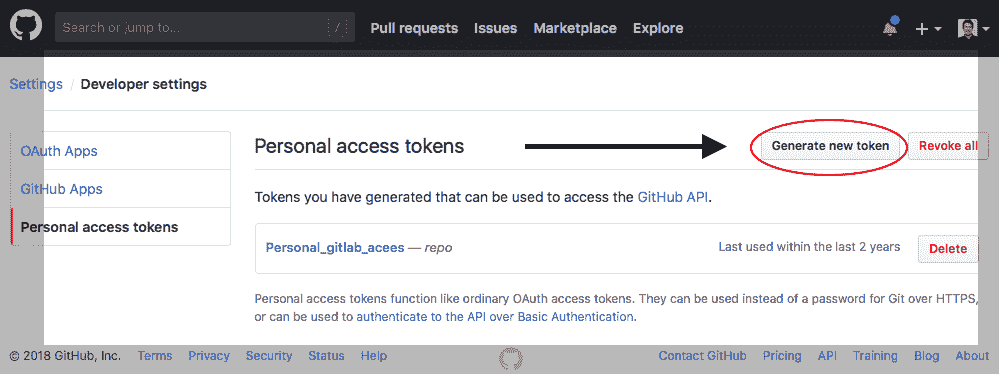 Search or jump to... /
Pull requests Issues Marketplace Explore
Settings / Developer settings
OAuth Apps
GitHub Apps
Personal access tokens
Personal access tokens
Generate new token
Revoke all
Tokens you have generated that can be used to access the GitHub API.
Personal_gitlab_acees — repo
Last used within the last 2 years
Delete
Personal access tokens function like ordinary OAuth access tokens. They can be used instead of a password for Git over HTTPS,
or can be used to authenticate to the API over Basic Authentication.
© 2018 GitHub, Inc. Terms Privacy Security Status Help
Contact GitHub Pricing API Training Blog About